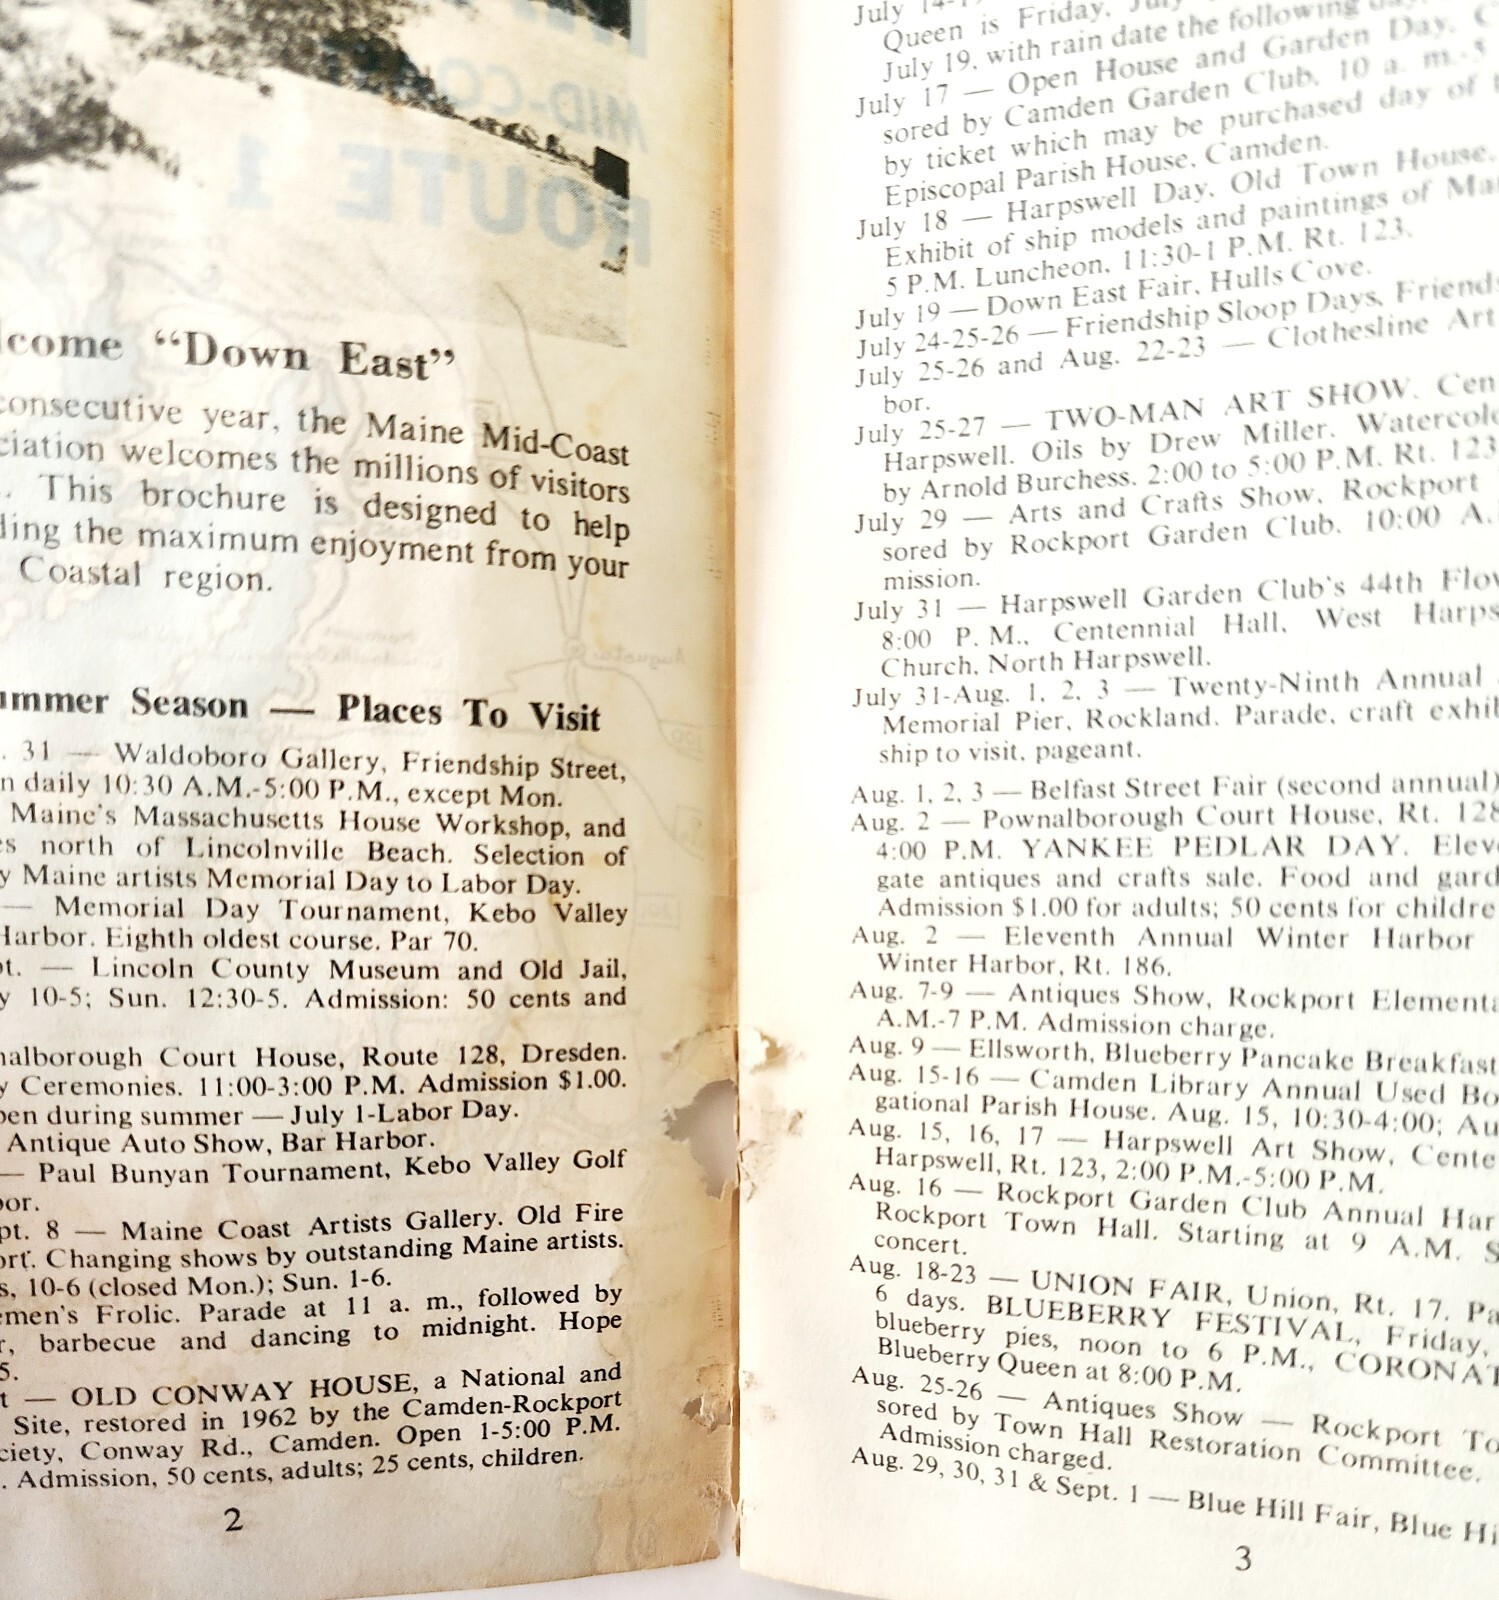 come “Down East”
consecutive year, the Maine Mid-Coast
ciation welcomes the millions of visitors
. This brochure is designed to help
ding the maximum enjoyment from your
Coastal region.
ummer Season — Places To Visit
. 31 — Waldoboro Gallery, Friendship Street,
n daily 10:30 A.M.-5:00 P.M., except Mon.
Maine's Massachusetts House Workshop, and
es north of Lincolnville Beach. Selection of
y Maine artists Memorial Day to Labor Day.
— Memorial Day Tournament, Kebo Valley
Harbor. Eighth oldest course. Par 70.
pt. — Lincoln County Museum and Old Jail,
y 10-5; Sun. 12:30-5. Admission: 50 cents and
nalborough Court House, Route 128, Dresden.
y Ceremonies. 11:00-3:00 P.M. Admission $1.00.
pen during summer — July 1-Labor Day.
Antique Auto Show, Bar Harbor.
— Paul Bunyan Tournament, Kebo Valley Golf
bor.
pt. 8 — Maine Coast Artists Gallery. Old Fire
ort. Changing shows by outstanding Maine artists.
s, 10-6 (closed Mon.); Sun. 1-6.
emen's Frolic. Parade at 11 a. m., followed by
r, barbecue and dancing to midnight. Hope
5.
t — OLD CONWAY HOUSE, a National and
Site, restored in 1962 by the Camden-Rockport
ciety, Conway Rd., Camden. Open 1-5:00 P.M.
. Admission, 50 cents, adults; 25 cents, children.
2
July 14-1
Queen is Friday, July
July 19, with rain date the following day.
July 17 — Open House and Garden Day, C
sored by Camden Garden Club, 10 a. m.-5
by ticket which may be purchased day of t
Episcopal Parish House, Camden.
July 18 — Harpswell Day, Old Town House,
Exhibit of ship models and paintings of Ma
5 P.M. Luncheon, 11:30-1 P.M. Rt. 123.
July 19 — Down East Fair, Hulls Cove.
July 24-25-26 — Friendship Sloop Days, Friends
July 25-26 and Aug. 22-23 — Clothesline Art
bor.
July 25-27 — TWO-MAN ART SHOW. Cen
Harpswell. Oils by Drew Miller. Watercolo
by Arnold Burchess. 2:00 to 5:00 P.M. Rt. 123
July 29 — Arts and Crafts Show, Rockport
sored by Rockport Garden Club. 10:00 A.
mission.
July 31 — Harpswell Garden Club's 44th Flow
8:00 P. M., Centennial Hall, West Harps
Church, North Harpswell.
July 31-Aug. 1, 2, 3 — Twenty-Ninth Annual
Memorial Pier, Rockland. Parade, craft exhib
ship to visit, pageant.
Aug. 1, 2, 3 — Belfast Street Fair (second annual)
Aug. 2 — Pownalborough Court House, Rt. 128
4:00 P.M. YANKEE PEDLAR DAY. Eleve
gate antiques and crafts sale. Food and gard
Admission $1.00 for adults; 50 cents for childre
Aug. 2 — Eleventh Annual Winter Harbor
Winter Harbor, Rt. 186.
Aug. 7-9 — Antiques Show, Rockport Elementa
A.M.-7 P.M. Admission charge.
Aug. 9 — Ellsworth, Blueberry Pancake Breakfast
Aug. 15-16 — Camden Library Annual Used Bo
gational Parish House. Aug. 15, 10:30-4:00; Au
Aug. 15, 16, 17 — Harpswell Art Show, Cente
Harpswell, Rt. 123, 2:00 P.M.-5:00 P.M.
Aug. 16 — Rockport Garden Club Annual Har
Rockport Town Hall. Starting at 9 A.M. S
concert.
Aug. 18-23 — UNION FAIR, Union, Rt. 17. Pa
6 days. BLUEBERRY FESTIVAL, Friday,
blueberry pies, noon to 6 P.M., CORONAT
Blueberry Queen at 8:00 P.M.
Aug. 25-26 — Antiques Show — Rockport To
sored by Town Hall Restoration Committee.
Admission charged.
Aug. 29, 30, 31 & Sept. 1 — Blue Hill Fair, Blue Hi
3